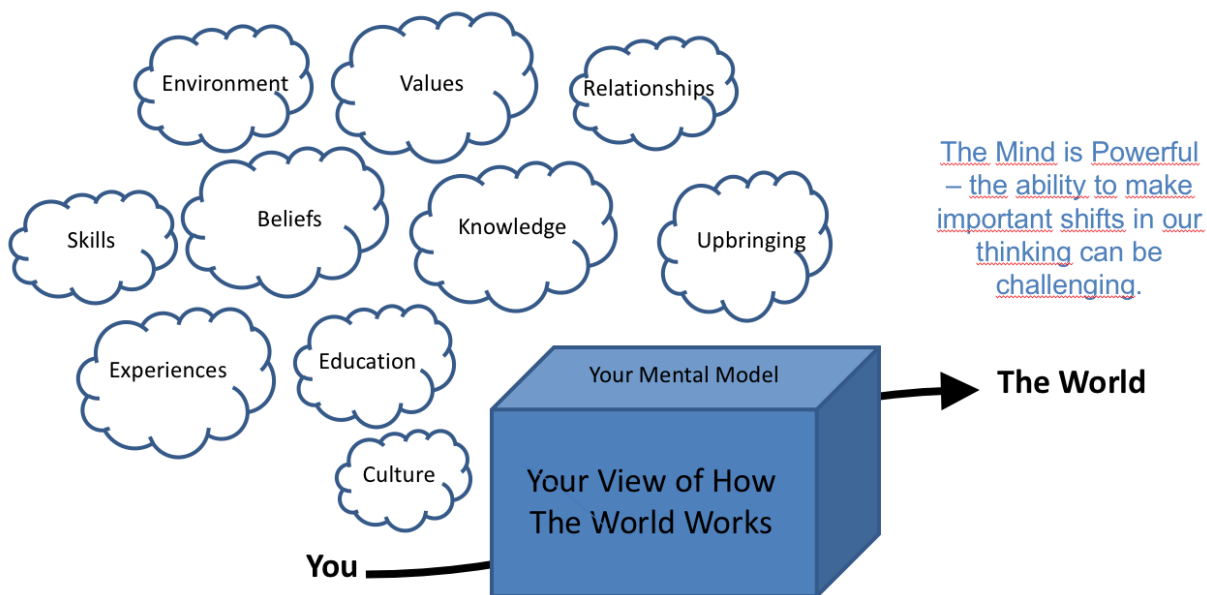 Environment
Values
Relationships
The Mind is Powerful
– the ability to make
important shifts in our
thinking can be
challenging.
Skills
Beliefs
Knowledge
Upbringing
Experiences
Education
Culture
Your Mental Model
The World
Your View of How
The World Works
You